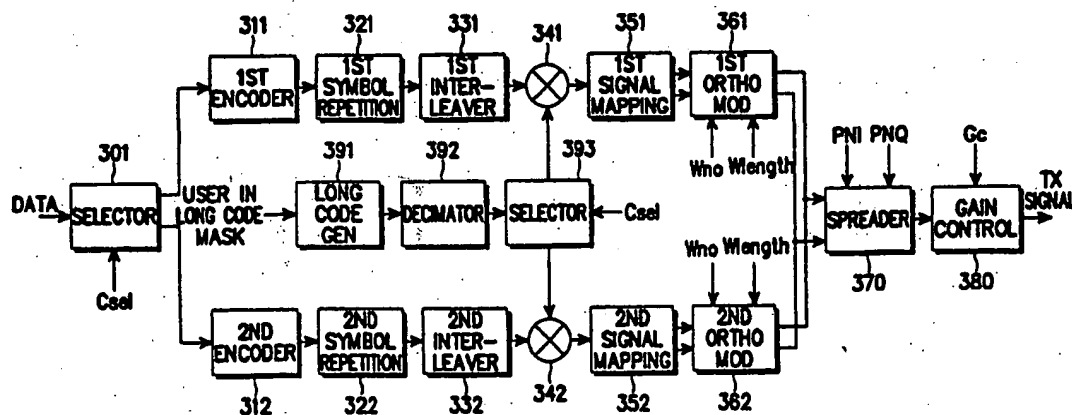 311 321 331 341 351 361
1ST ENCODER
1ST SYMBOL REPETITION
1ST INTER-LEAVER
1ST SIGNAL MAPPING
1ST ORTHO MOD
Wno Wlength
301
DATA
SELECTOR
Csel
USER IN LONG CODE MASK
391
LONG CODE GEN
392
DECIMATOR
393
SELECTOR
Csel
PNI PNQ
SPREADER
370
Gc
GAIN CONTROL
380
TX SIGNAL
Wno Wlength
2ND ENCODER
2ND SYMBOL REPETITION
2ND INTER-LEAVER
2ND SIGNAL MAPPING
2ND ORTHO MOD
312 322 332 342 352 362